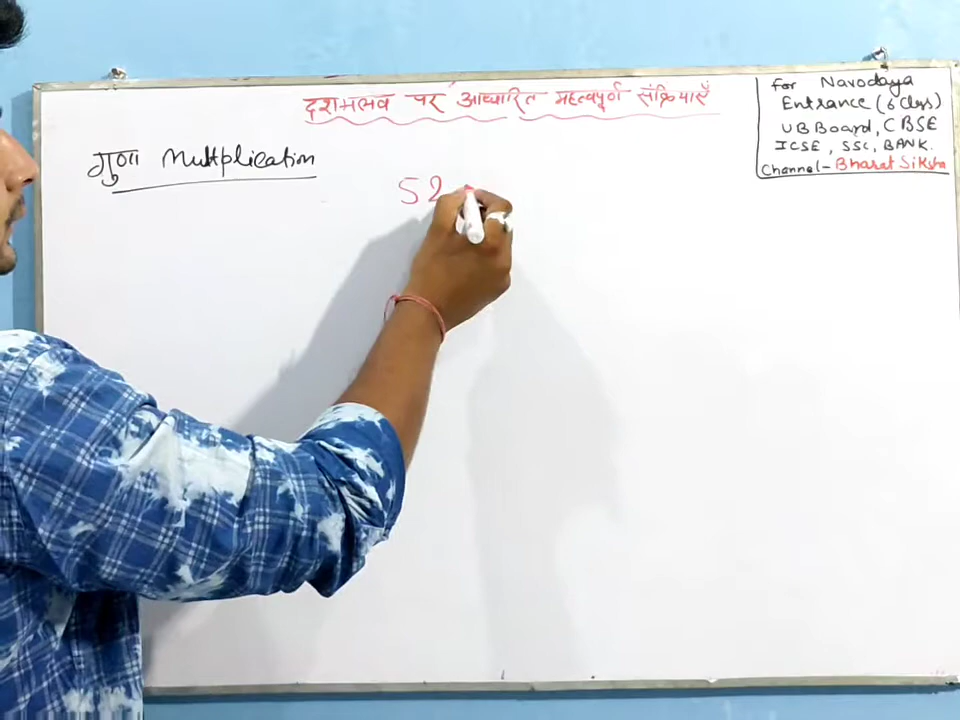 दशमलव पर आधारित महत्वपूर्ण संक्रियाएँ
गुणा Multiplication
52
For Navodaya
Entrance (6 Class)
UB Board, CBSE
ICSE, SSC, BANK.
Channel- Bharat Siksha